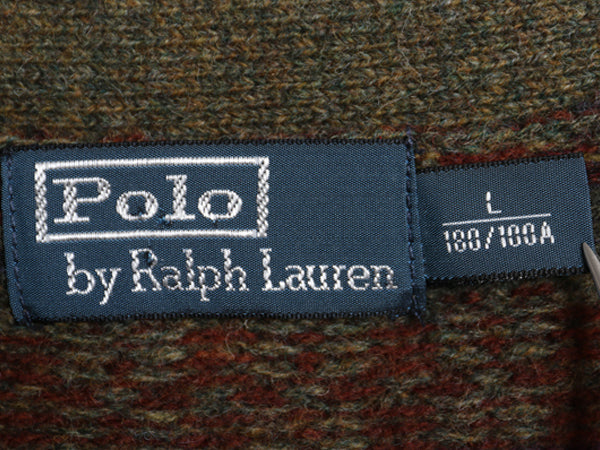 Polo
by Ralph Lauren
L
180/100A